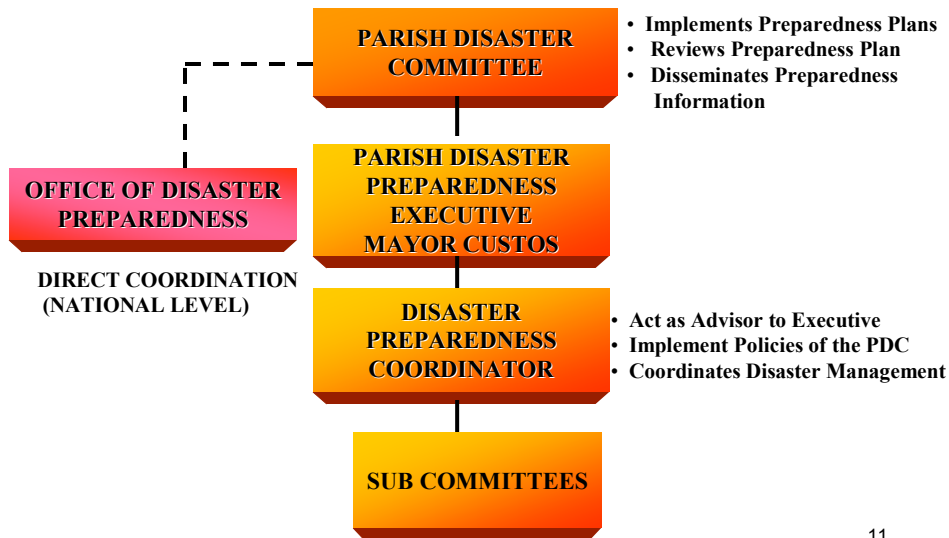 PARISH DISASTER
COMMITTEE
• Implements Preparedness Plans
• Reviews Preparedness Plan
• Disseminates Preparedness
Information
OFFICE OF DISASTER
PREPAREDNESS
DIRECT COORDINATION
(NATIONAL LEVEL)
PARISH DISASTER
PREPAREDNESS
EXECUTIVE
MAYOR CUSTOS
DISASTER
PREPAREDNESS
COORDINATOR
• Act as Advisor to Executive
• Implement Policies of the PDC
• Coordinates Disaster Management
SUB COMMITTEES
11